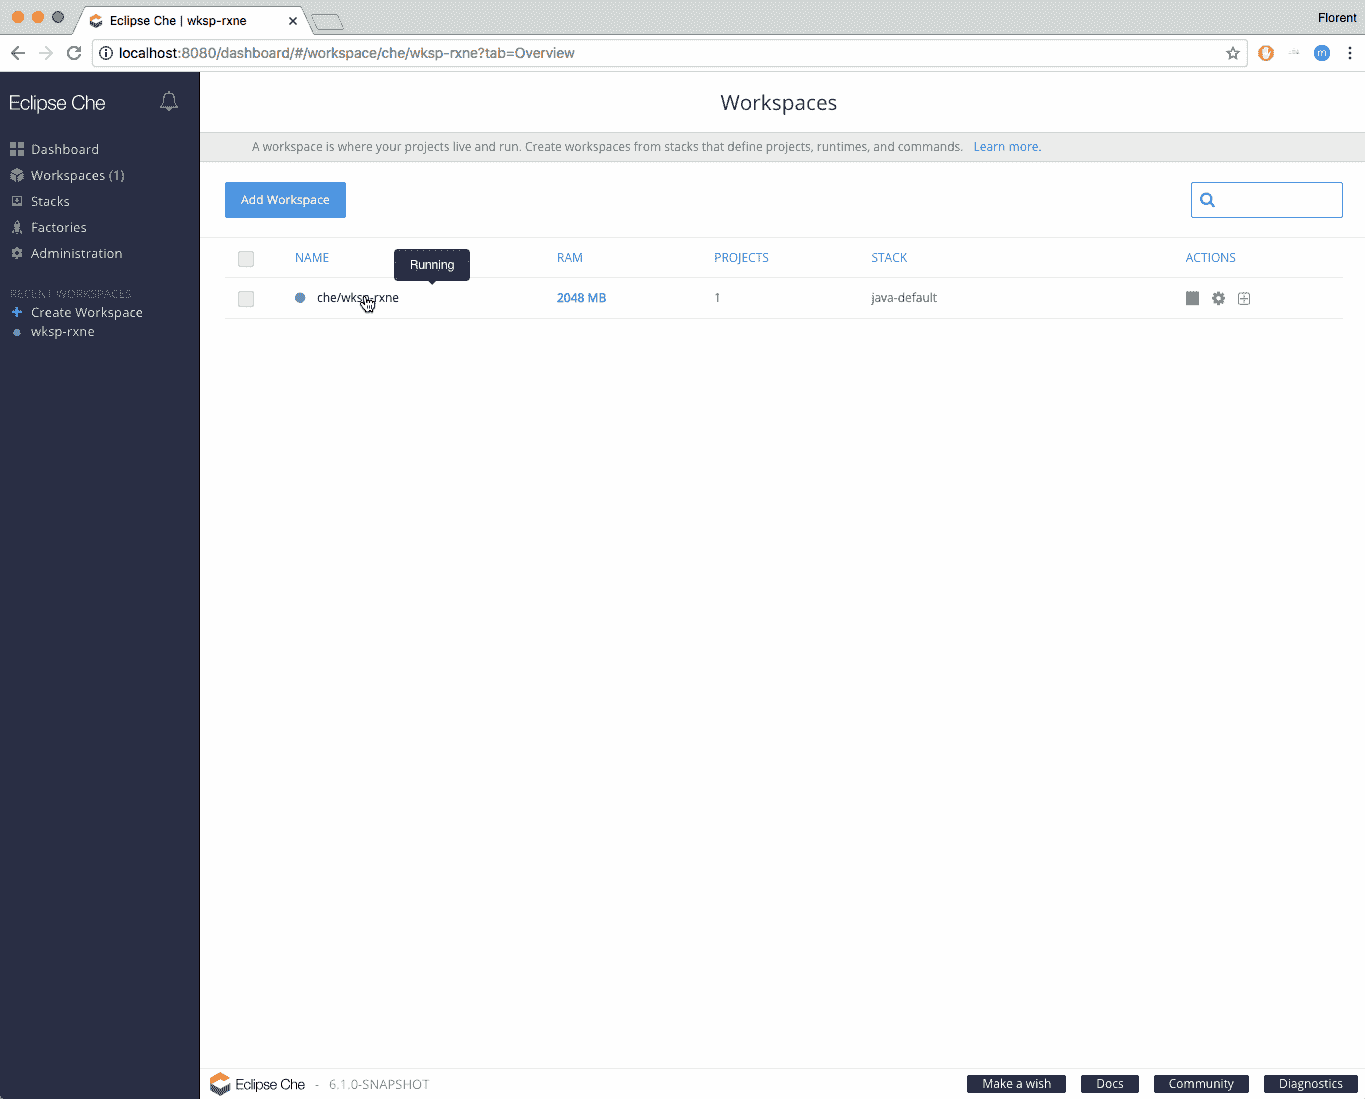 Eclipse Che | wksp-rxne
Florent
localhost:8080/dashboard/#/workspace/che/wksp-rxne?tab=Overview
m
Eclipse Che
Dashboard
Workspaces (1)
Stacks
Factories
Administration
RECENT WORKSPACES
Create Workspace
wksp-rxne
Workspaces
A workspace is where your projects live and run. Create workspaces from stacks that define projects, runtimes, and commands. Learn more.
Add Workspace
NAME RAM PROJECTS STACK ACTIONS
Running
che/wksp-rxne 2048 MB 1 java-default
Eclipse Che - 6.1.0-SNAPSHOT
Make a wish Docs Community Diagnostics